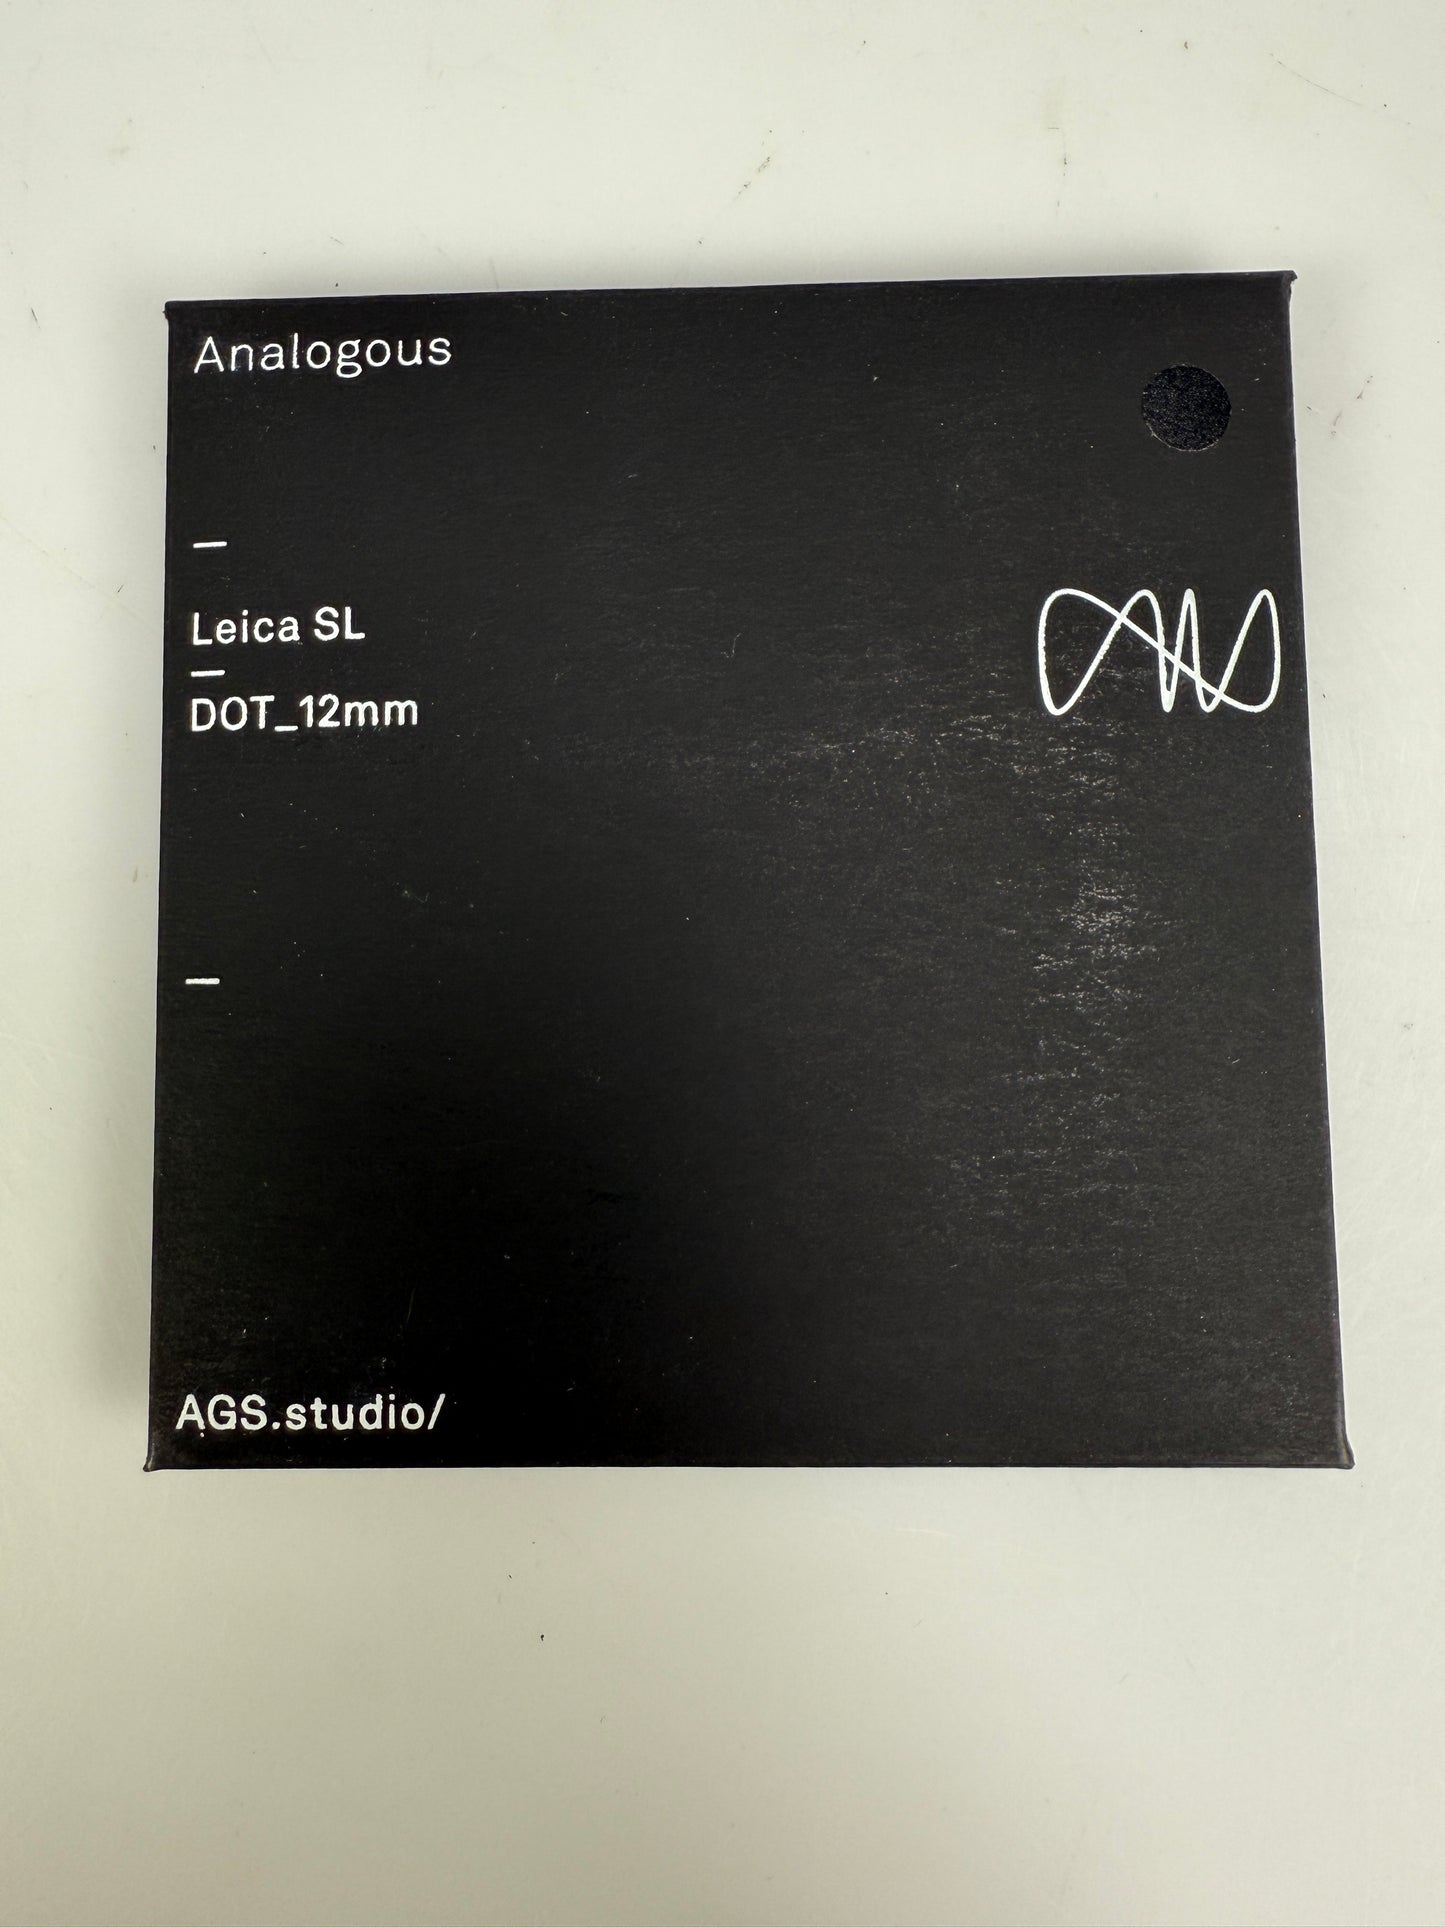 Analogous
—
Leica SL
—
DOT_12mm
—
AGS.studio/